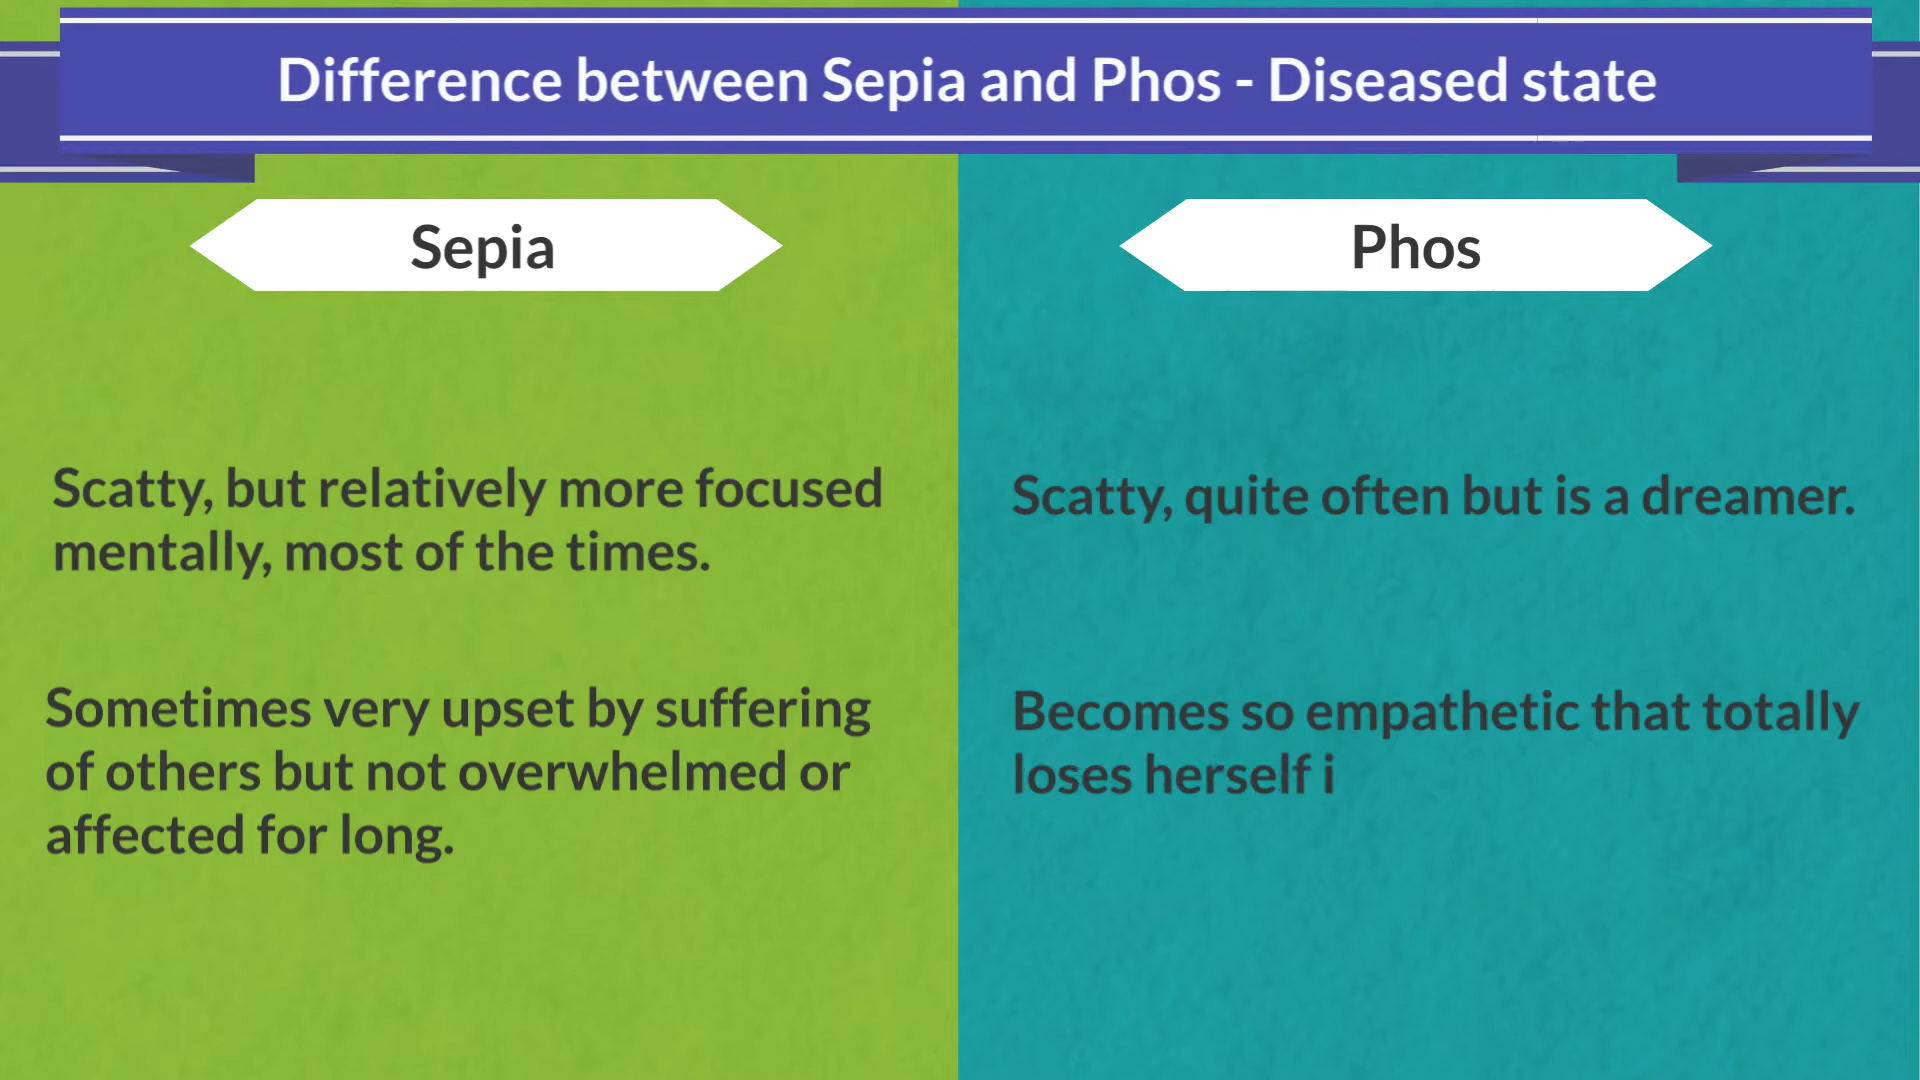 Difference between Sepia and Phos - Diseased state
Sepia
Scatty, but relatively more focused
mentally, most of the times.
Sometimes very upset by suffering
of others but not overwhelmed or
affected for long.
Phos
Scatty, quite often but is a dreamer.
Becomes so empathetic that totally
loses herself i